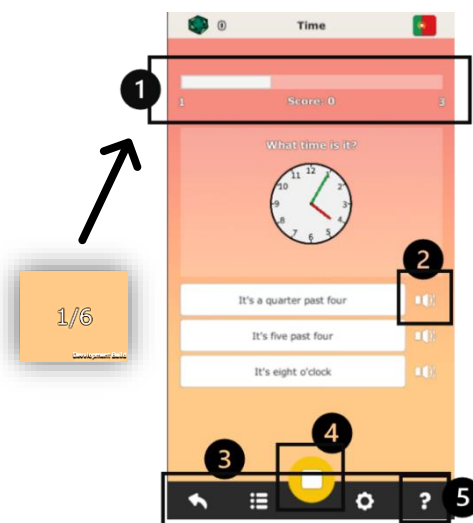 0 Time
1
1 Score: 0 3
What time is it?
12
11 1
10 2
9 3
8 4
7 5
6
2
1/6
Development Build
It's a quarter past four
It's five past four
It's eight o'clock
4
3
?
5